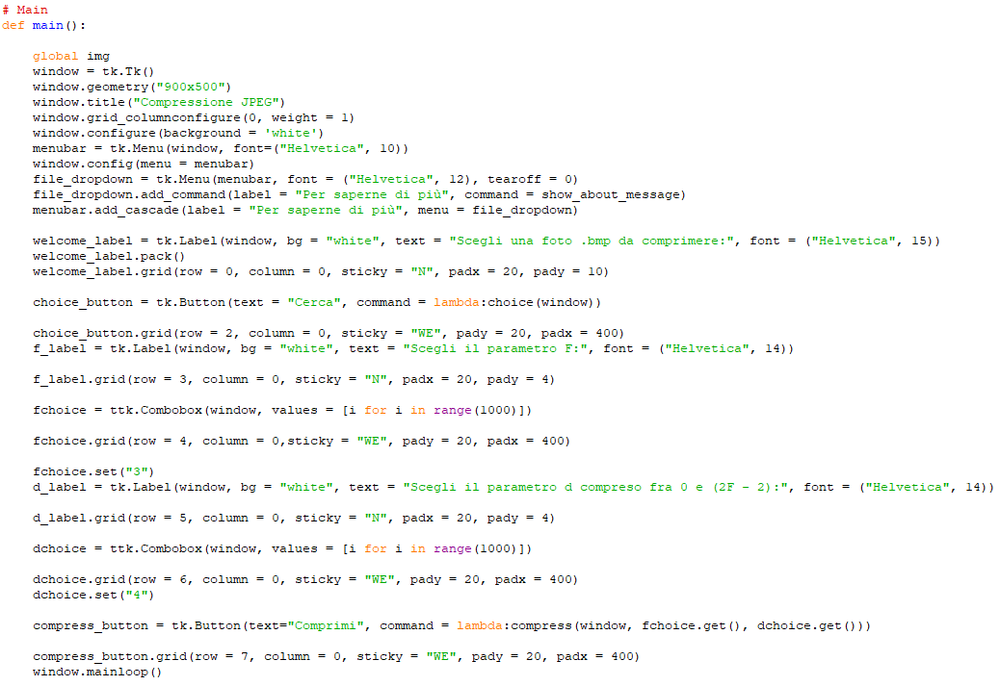 # Main
def main():
global img
window = tk.Tk()
window.geometry("900x500")
window.title("Compressione JPEG")
window.grid_columnconfigure(0, weight = 1)
window.configure(background = 'white')
menubar = tk.Menu(window, font=("Helvetica", 10))
window.config(menu = menubar)
file_dropdown = tk.Menu(menubar, font = ("Helvetica", 12), tearoff = 0)
file_dropdown.add_command(label = "Per saperne di più", command = show_about_message)
menubar.add_cascade(label = "Per saperne di più", menu = file_dropdown)
welcome_label = tk.Label(window, bg = "white", text = "Scegli una foto .bmp da comprimere:", font = ("Helvetica", 15))
welcome_label.pack()
welcome_label.grid(row = 0, column = 0, sticky = "N", padx = 20, pady = 10)
choice_button = tk.Button(text = "Cerca", command = lambda:choice(window))
choice_button.grid(row = 2, column = 0, sticky = "WE", pady = 20, padx = 400)
f_label = tk.Label(window, bg = "white", text = "Scegli il parametro F:", font = ("Helvetica", 14))
f_label.grid(row = 3, column = 0, sticky = "N", padx = 20, pady = 4)
fchoice = ttk.Combobox(window, values = [i for i in range(1000)])
fchoice.grid(row = 4, column = 0,sticky = "WE", pady = 20, padx = 400)
fchoice.set("3")
d_label = tk.Label(window, bg = "white", text = "Scegli il parametro d compreso fra 0 e (2F - 2):", font = ("Helvetica", 14))
d_label.grid(row = 5, column = 0, sticky = "N", padx = 20, pady = 4)
dchoice = ttk.Combobox(window, values = [i for i in range(1000)])
dchoice.grid(row = 6, column = 0, sticky = "WE", pady = 20, padx = 400)
dchoice.set("4")
compress_button = tk.Button(text="Comprimi", command = lambda:compress(window, fchoice.get(), dchoice.get()))
compress_button.grid(row = 7, column = 0, sticky = "WE", pady = 20, padx = 400)
window.mainloop()